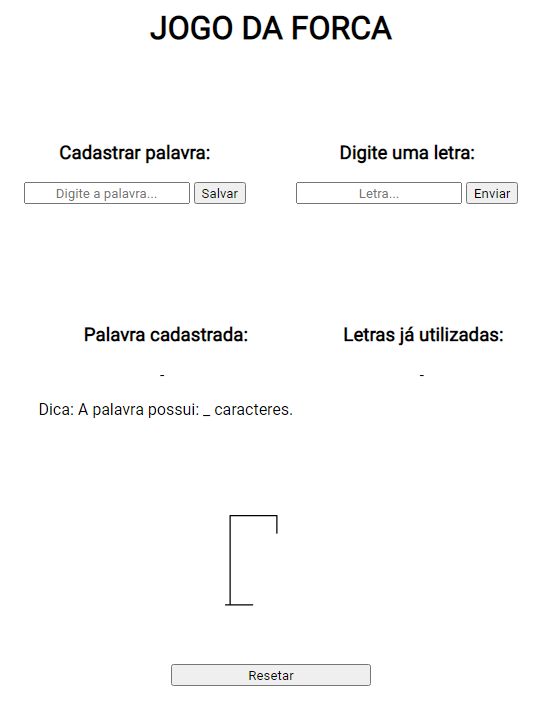 JOGO DA FORCA
Cadastrar palavra:
Digite a palavra... Salvar
Digite uma letra:
Letra... Enviar
Palavra cadastrada:
-
Dica: A palavra possui: _ caracteres.
Letras já utilizadas:
-
Resetar